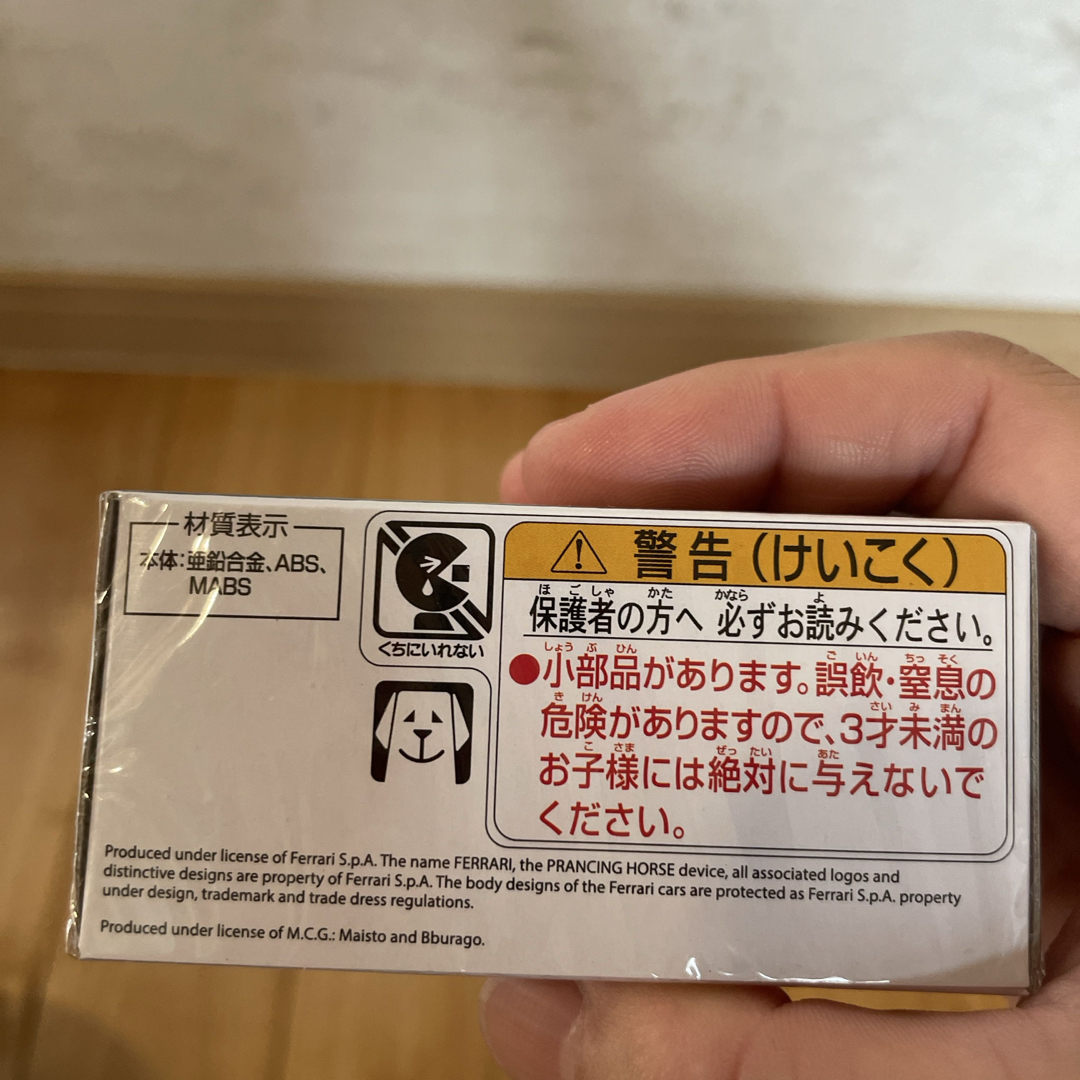 材質表示
本体：亜鉛合金、ABS、
MABS
くちにいれない
警告（けいこく）
ほごしゃ かた かなら よ
保護者の方へ 必ずお読みください。
しょうぶひん ごいん ちっそく
●小部品があります。誤飲・窒息の
きけん さいみまん
危険がありますので、3才未満の
こさま ぜったい あた
お子様には絶対に与えないで
ください。
Produced under license of Ferrari S.p.A. The name FERRARI, the PRANCING HORSE device, all associated logos and
distinctive designs are property of Ferrari S.p.A. The body designs of the Ferrari cars are protected as Ferrari S.p.A. property
under design, trademark and trade dress regulations.
Produced under license of M.C.G.: Maisto and Bburago.